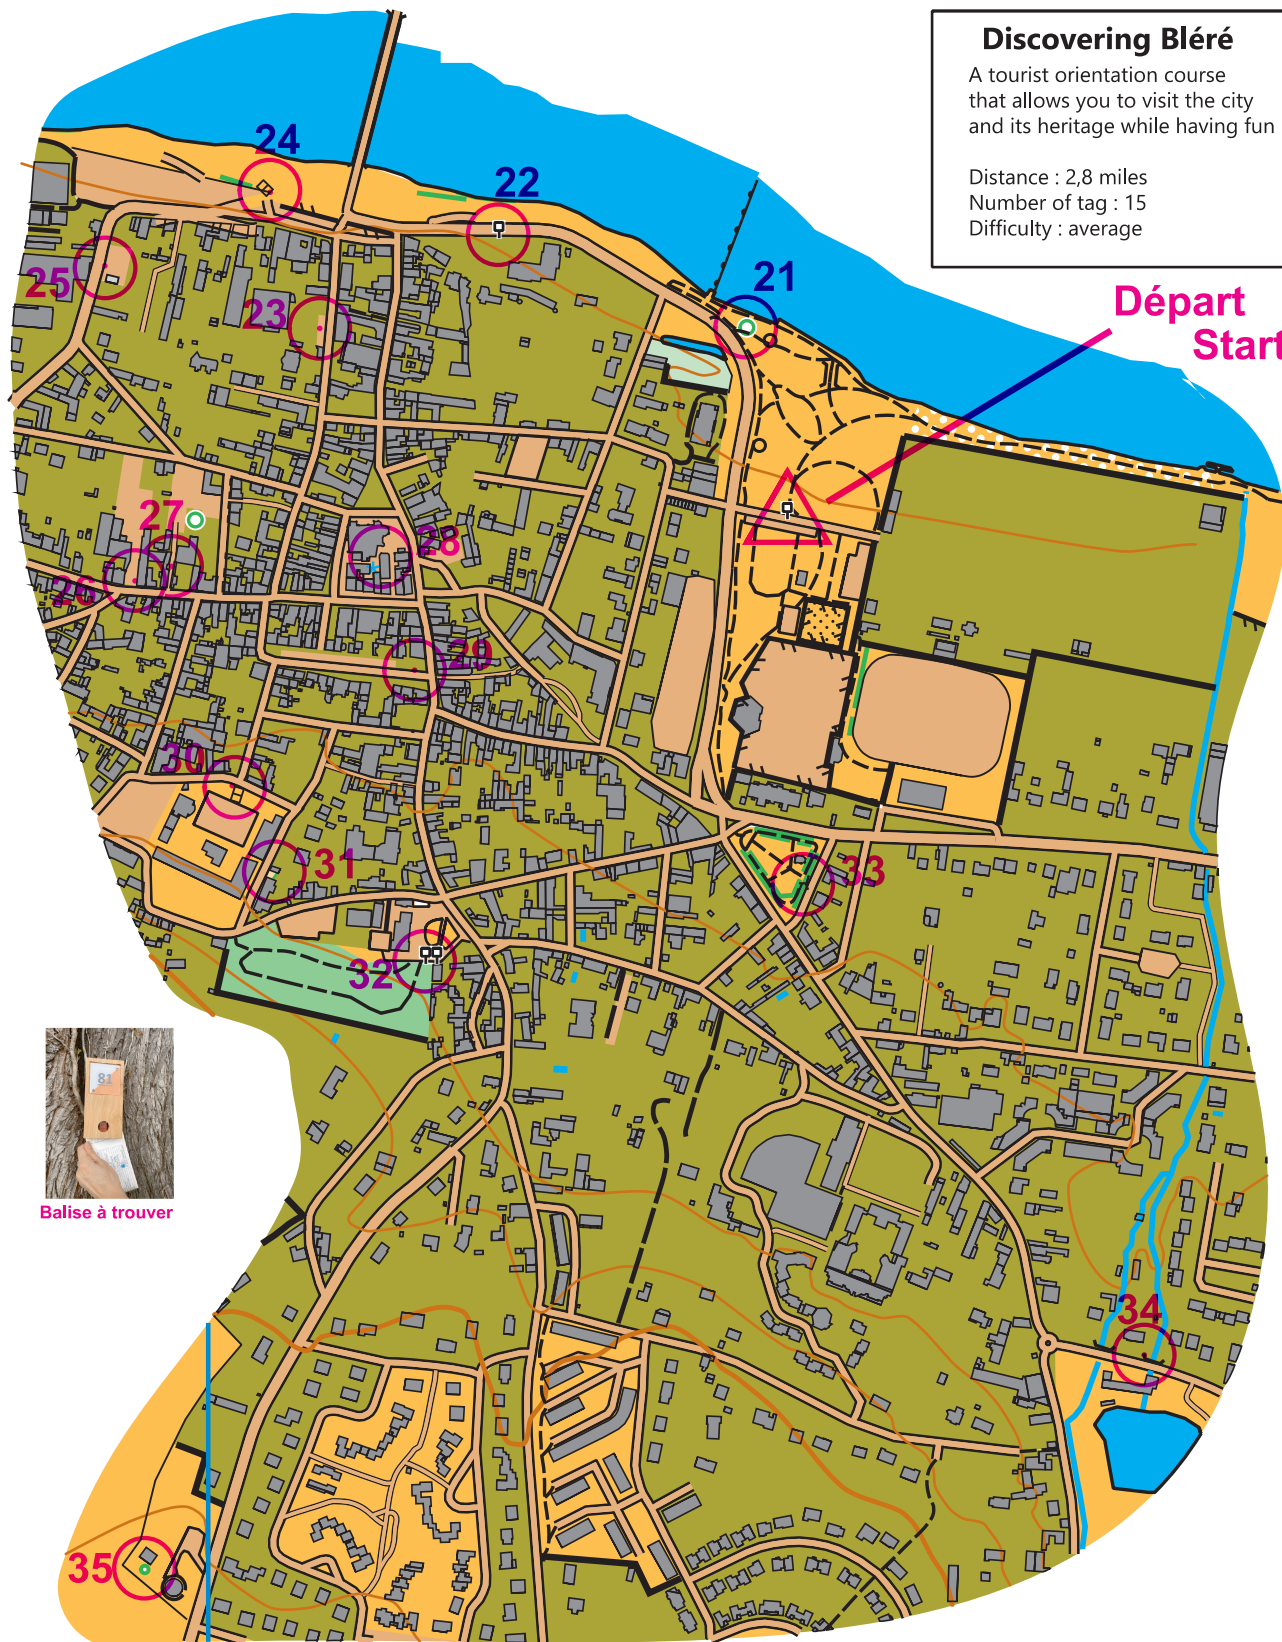 Discovering Bléré
A tourist orientation course
that allows you to visit the city
and its heritage while having fun
Distance : 2,8 miles
Number of tag : 15
Difficulty : average
Départ
Start
24
22
21
25
23
27
28
26
29
30
31
33
32
81
Balise à trouver
34
35